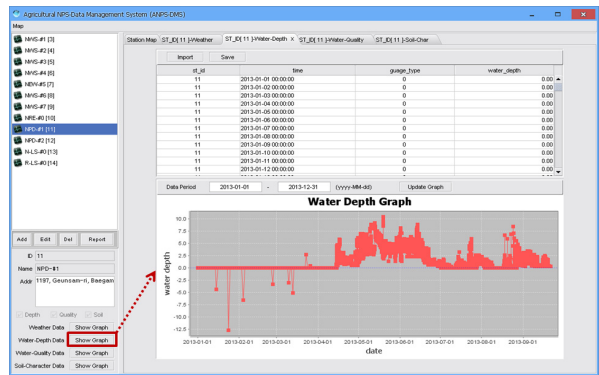 Agricultural NPS-Data Management System (ANPS-DMS)
Map
MWS-#1 [3]
MWS-#2 [4]
MWS-#3 [5]
MWS-#4 [6]
NDW-#5 [7]
MWS-#6 [8]
MWS-#7 [9]
NRE-#0 [10]
NPD-#1 [11]
NPD-#2 [12]
N-LS-#0 [13]
R-LS-#0 [14]
Add Edit Del Report
ID 11
Name NPD-#1
Addr 1197, Geunsam-ri, Baegam
Depth Quality Soil
Weather Data Show Graph
Water-Depth Data Show Graph
Water-Quality Data Show Graph
Soil-Character Data Show Graph
Station Map ST_ID[ 11 ]-Weather ST_ID[ 11 ]-Water-Depth x ST_ID[ 11 ]-Water-Quality ST_ID[ 11 ]-Soil-Char
Import Save
st_id time guage_type water_depth
11 2013-01-01 00:00:00 0 0.00
11 2013-01-02 00:00:00 0 0.00
11 2013-01-03 00:00:00 0 0.00
11 2013-01-04 00:00:00 0 0.00
11 2013-01-05 00:00:00 0 0.00
11 2013-01-06 00:00:00 0 0.00
11 2013-01-07 00:00:00 0 0.00
11 2013-01-08 00:00:00 0 0.00
11 2013-01-09 00:00:00 0 0.00
11 2013-01-10 00:00:00 0 0.00
11 2013-01-11 00:00:00 0 0.00
11 2013-01-12 00:00:00 0 0.00
Data Period 2013-01-01 - 2013-12-31 (yyyy-MM-dd) Update Graph
Water Depth Graph
10.0
7.5
5.0
2.5
0.0
-2.5
-5.0
-7.5
-10.0
-12.5
water depth
2013-01-01 2013-02-01 2013-03-01 2013-04-01 2013-05-01 2013-06-01 2013-07-01 2013-08-01 2013-09-01
date